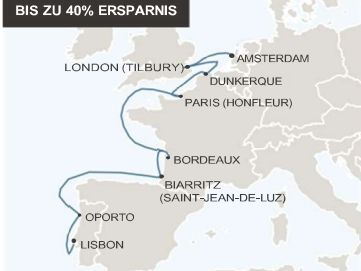 BIS ZU 40% ERSPARNIS
AMSTERDAM
LONDON (TILBURY)
DUNKERQUE
PARIS (HONFLEUR)
BORDEAUX
BIARRITZ
(SAINT-JEAN-DE-LUZ)
OPORTO
LISBON